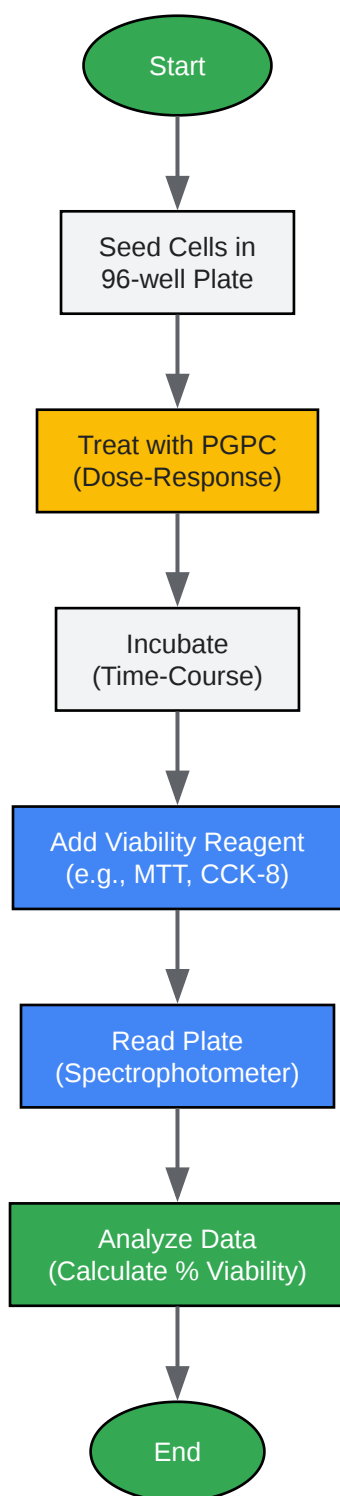 Start
Seed Cells in
96-well Plate
Treat with PGPC
(Dose-Response)
Incubate
(Time-Course)
Add Viability Reagent
(e.g., MTT, CCK-8)
Read Plate
(Spectrophotometer)
Analyze Data
(Calculate % Viability)
End